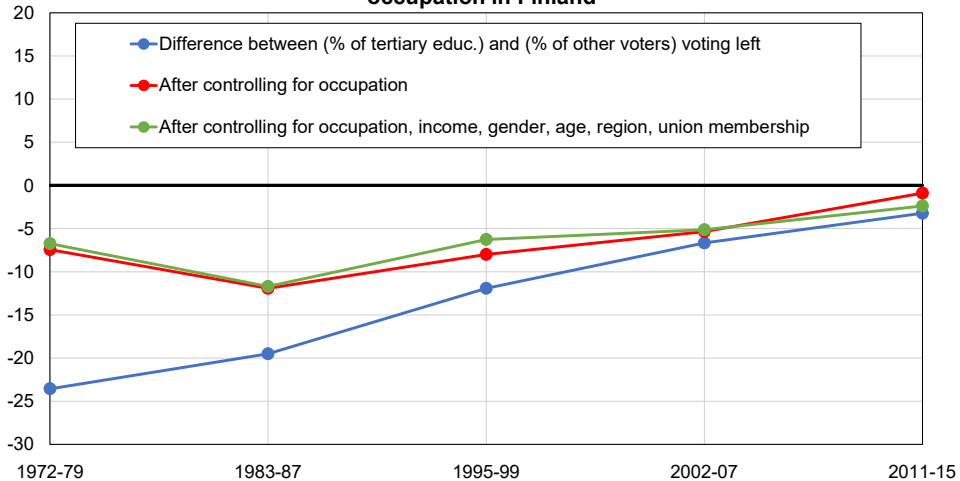 occupation in Finland
20
15
10
5
0
-5
-10
-15
-20
-25
-30
Difference between (% of tertiary educ.) and (% of other voters) voting left
After controlling for occupation
After controlling for occupation, income, gender, age, region, union membership
1972-79 1983-87 1995-99 2002-07 2011-15